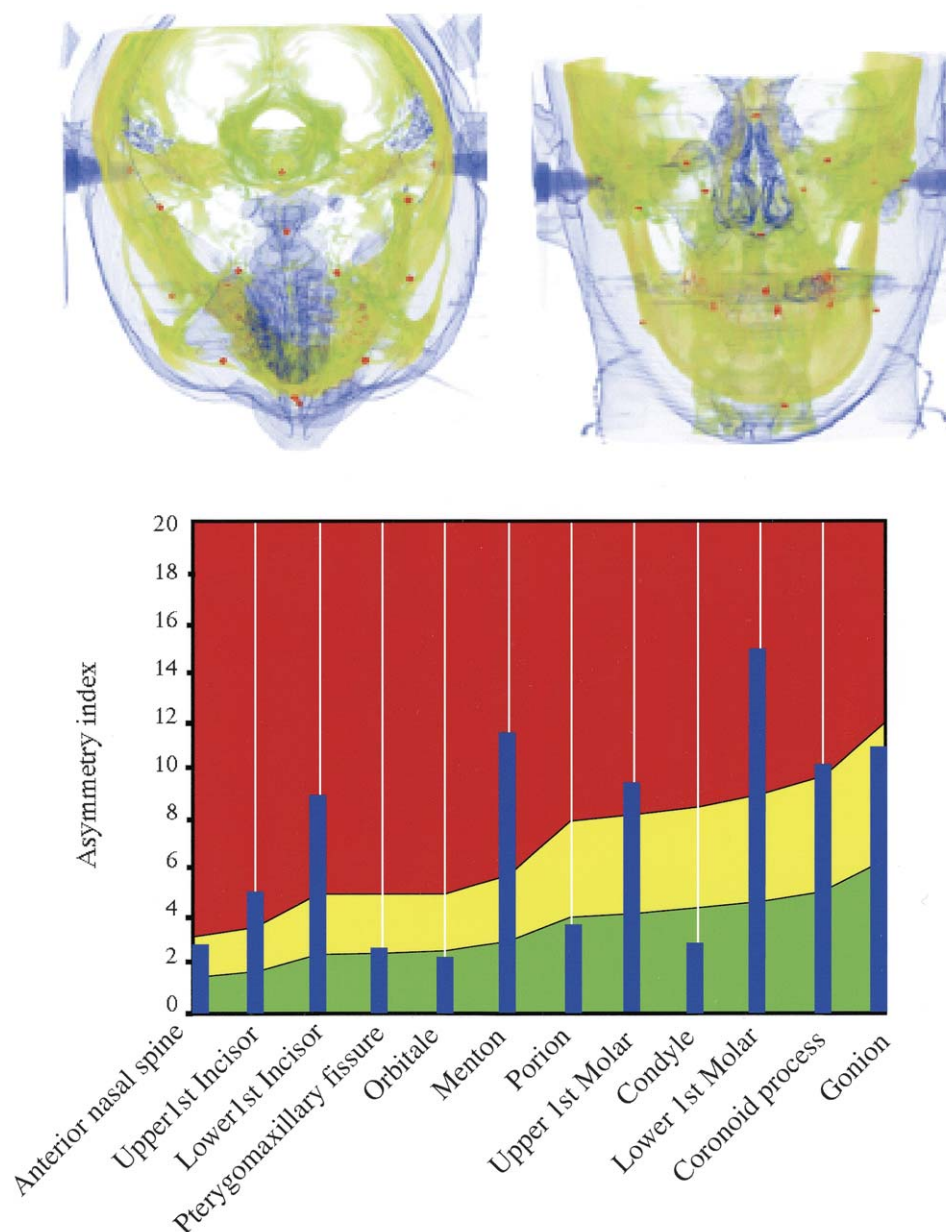 20
18
16
14
12
10
8
6
4
2
0
Asymmetry index
Anterior nasal spine
Upper1st Incisor
Lower1st Incisor
Pterygomaxillary fissure
Orbitale
Menton
Porion
Upper 1st Molar
Condyle
Lower 1st Molar
Coronoid process
Gonion